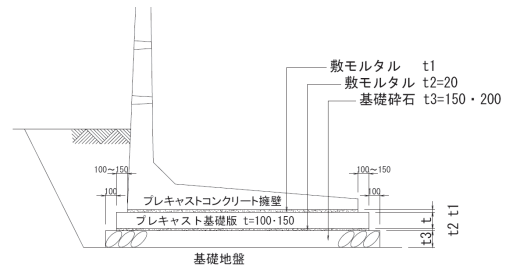 敷モルタル t1
敷モルタル t2=20
基礎砕石 t3=150・200
100~150
100~150
100
100
プレキャストコンクリート擁壁
プレキャスト基礎版 t=100・150
t3 t
t2 t1
基礎地盤